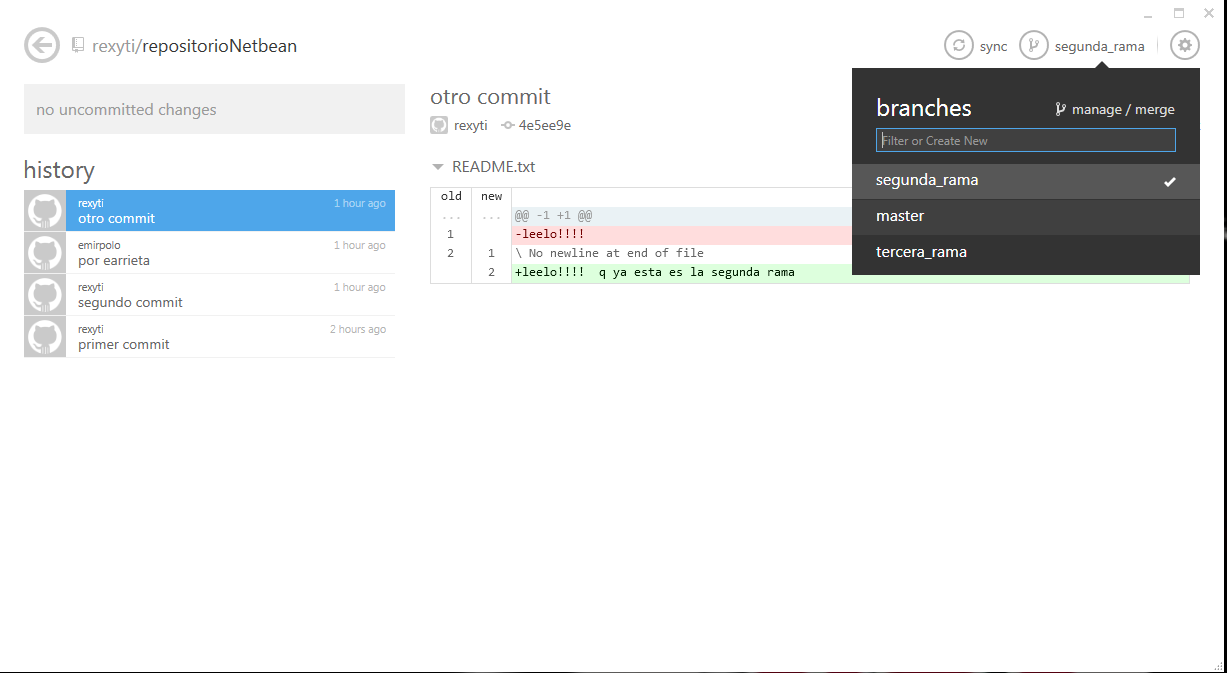 rexyti/repositorioNetbean
sync
segunda_rama
no uncommitted changes
history
rexyti 1 hour ago
otro commit
emirpolo 1 hour ago
por earrieta
rexyti 1 hour ago
segundo commit
rexyti 2 hours ago
primer commit
otro commit
rexyti 4e5ee9e
README.txt
old new
... ... @@ -1 +1 @@
1 -leelo!!!!
2 1 \ No newline at end of file
2 +leelo!!!!  q ya esta es la segunda rama
branches manage / merge
Filter or Create New
segunda_rama
master
tercera_rama